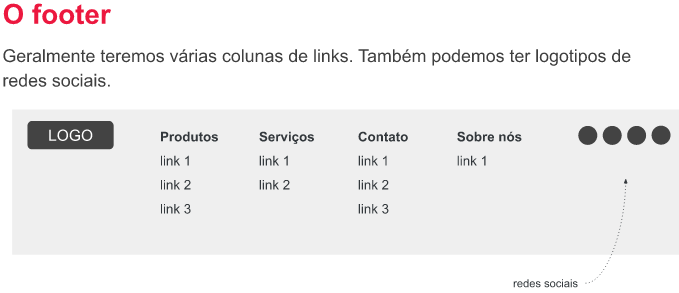 O footer
Geralmente teremos várias colunas de links. Também podemos ter logotipos de
redes sociais.
LOGO
Produtos
link 1
link 2
link 3
Serviços
link 1
link 2
Contato
link 1
link 2
link 3
Sobre nós
link 1
redes sociais